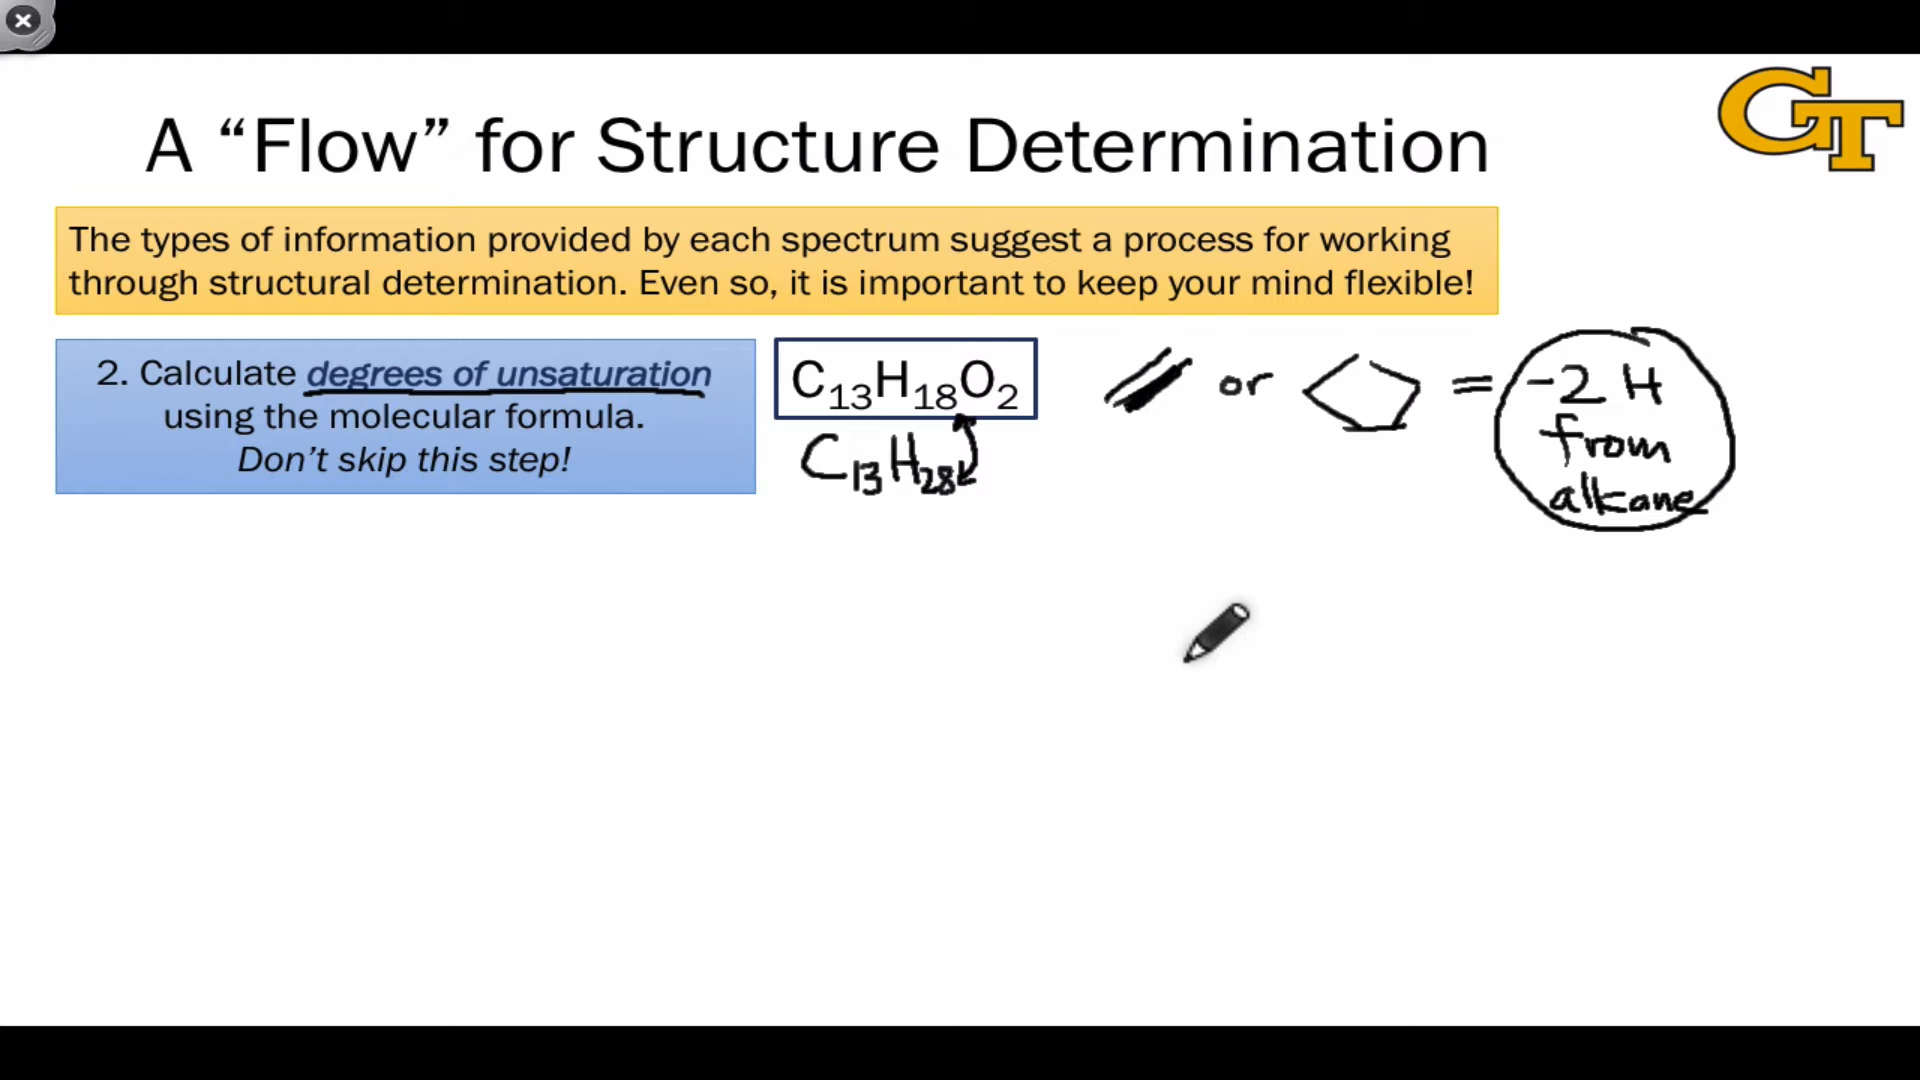 GT
A “Flow” for Structure Determination
The types of information provided by each spectrum suggest a process for working
through structural determination. Even so, it is important to keep your mind flexible!
2. Calculate degrees of unsaturation
using the molecular formula.
Don’t skip this step!
C₁₃H₁₈O₂
C₁₃H₂₈
or
= -2 H
from
alkane